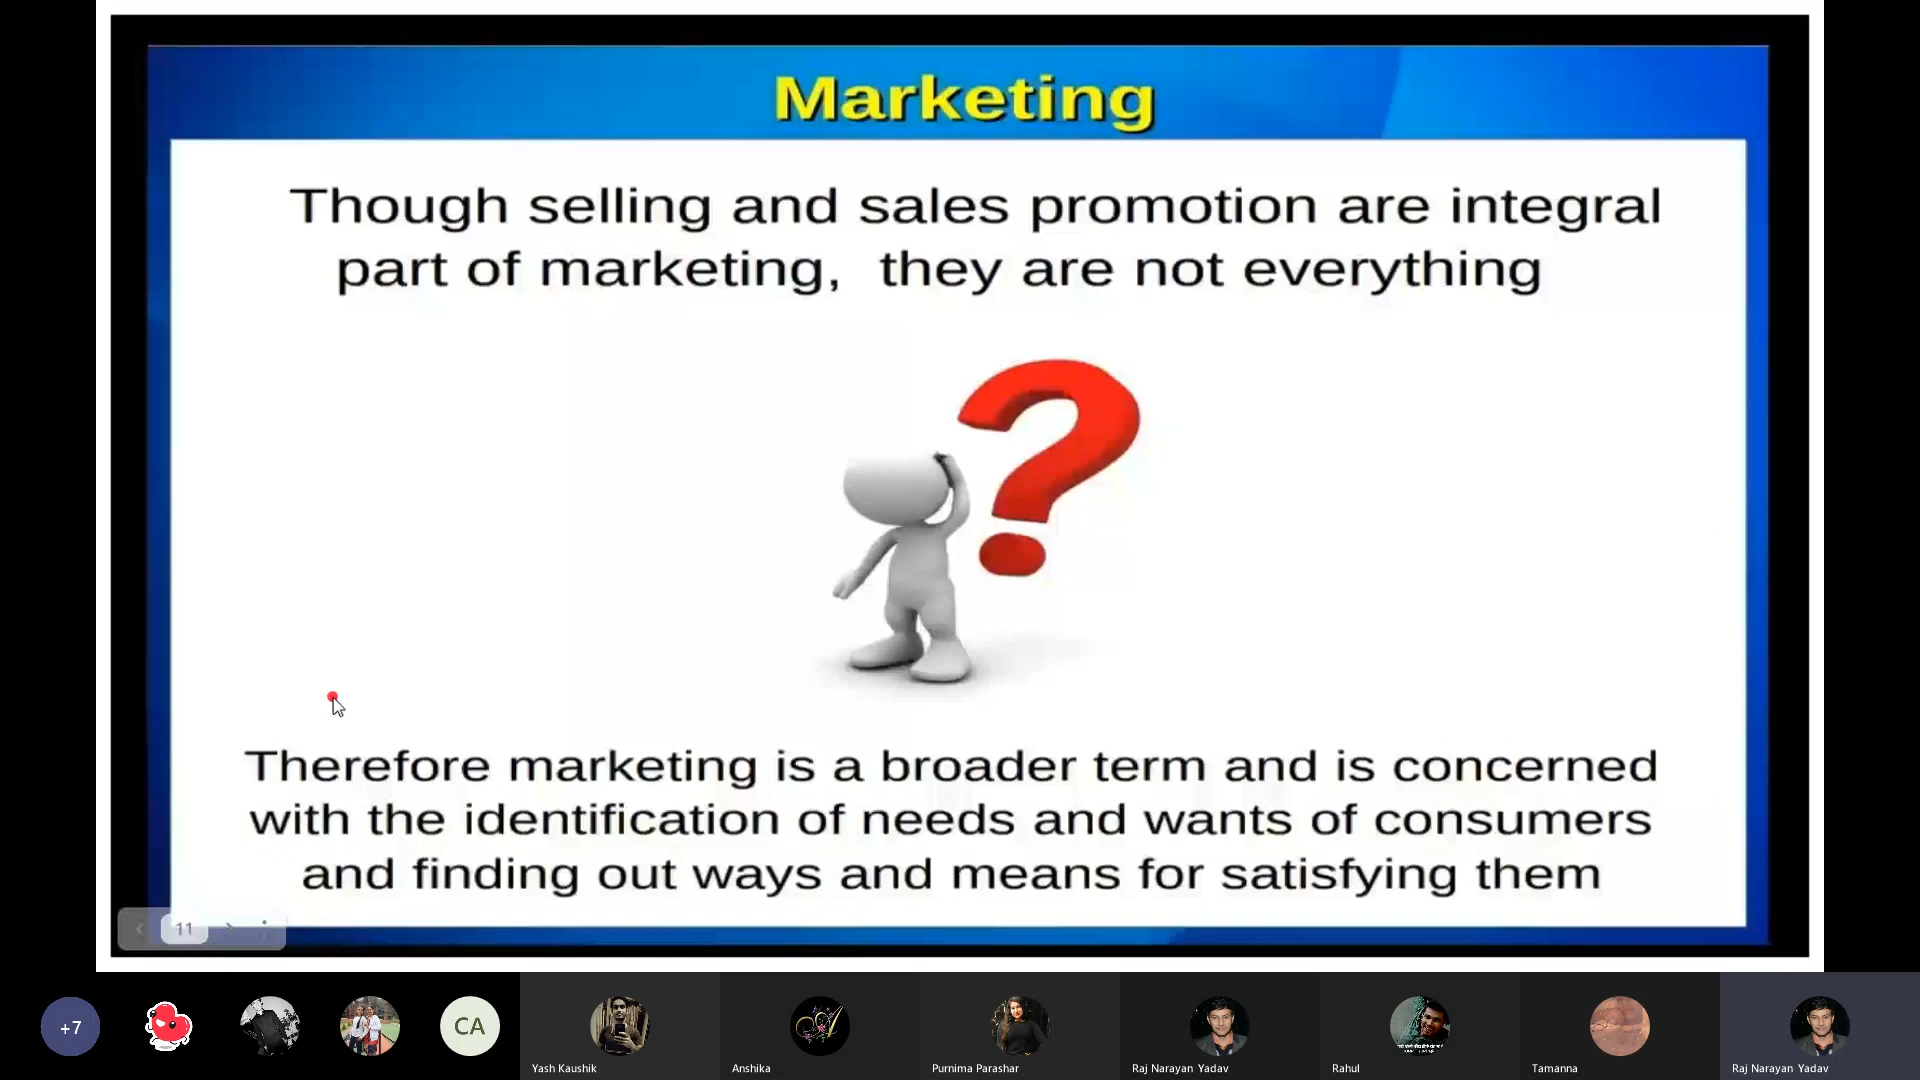 Marketing
Though selling and sales promotion are integral
part of marketing,  they are not everything
Therefore marketing is a broader term and is concerned
with the identification of needs and wants of consumers
and finding out ways and means for satisfying them
11
+7
CA
Yash Kaushik
Anshika
Purnima Parashar
Raj Narayan Yadav
Rahul
Tamanna
Raj Narayan Yadav